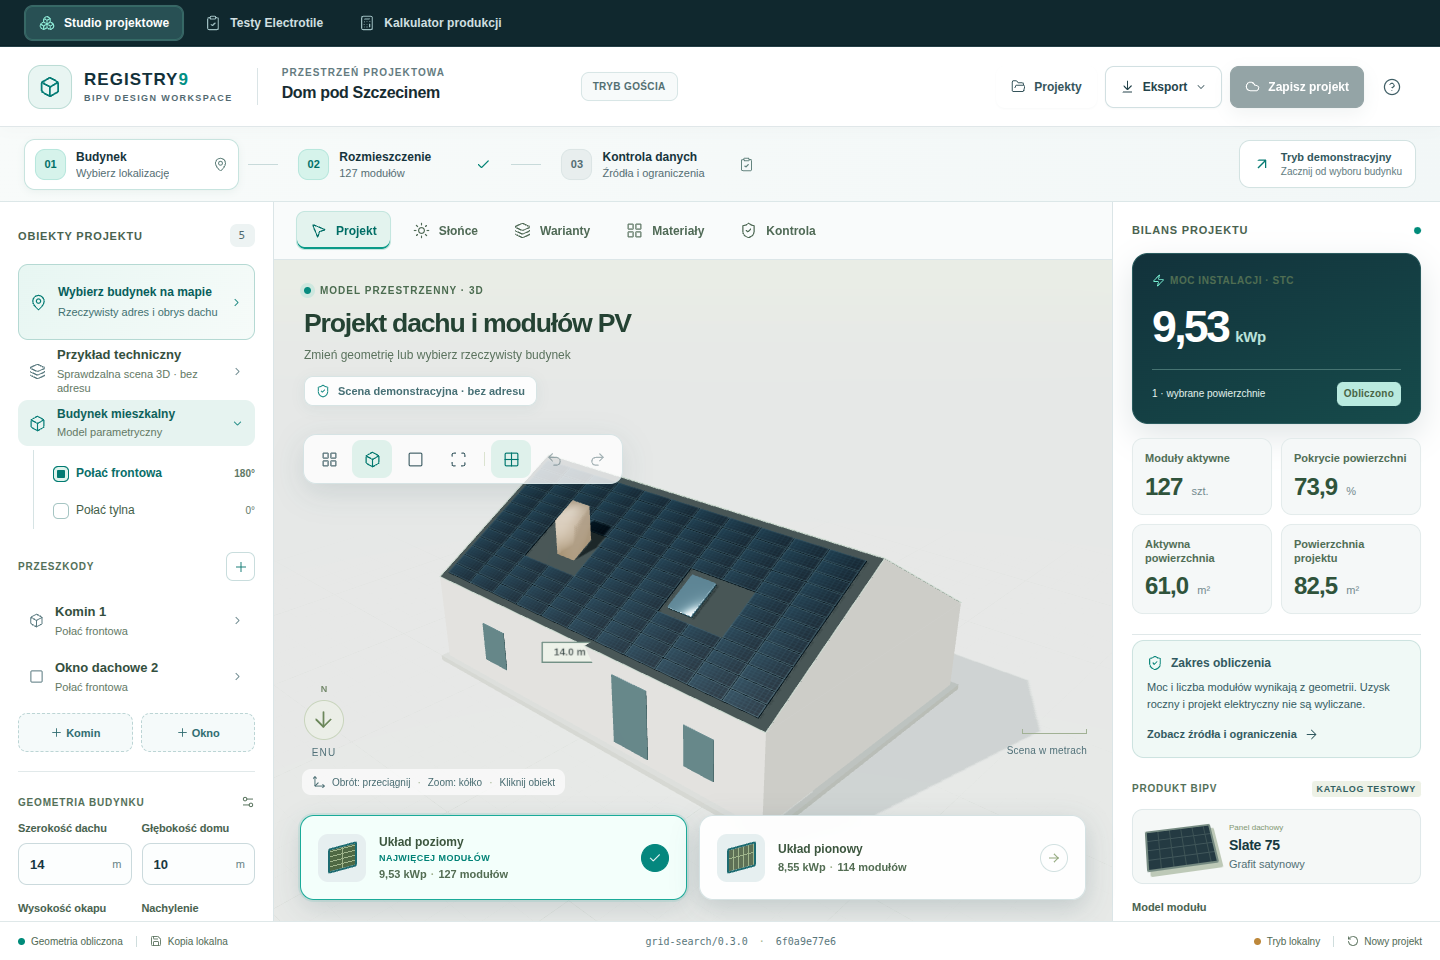 Studio projektowe
Testy Electrotile
Kalkulator produkcji
REGISTRY9
BIPV DESIGN WORKSPACE
PRZESTRZEŃ PROJEKTOWA
Dom pod Szczecinem
TRYB GOŚCIA
Projekty
Eksport
Zapisz projekt
01
Budynek
Wybierz lokalizację
02
Rozmieszczenie
127 modułów
03
Kontrola danych
Źródła i ograniczenia
Tryb demonstracyjny
Zacznij od wyboru budynku
OBIEKTY PROJEKTU
5
Wybierz budynek na mapie
Rzeczywisty adres i obrys dachu
Przykład techniczny
Sprawdzalna scena 3D · bez
adresu
Budynek mieszkalny
Model parametryczny
Połać frontowa
180°
Połać tylna
0°
PRZESZKODY
Komin 1
Połać frontowa
Okno dachowe 2
Połać frontowa
Komin
Okno
GEOMETRIA BUDYNKU
Szerokość dachu
Głębokość domu
14 m
10 m
Wysokość okapu
Nachylenie
Projekt
Słońce
Warianty
Materiały
Kontrola
MODEL PRZESTRZENNY · 3D
Projekt dachu i modułów PV
Zmień geometrię lub wybierz rzeczywisty budynek
Scena demonstracyjna · bez adresu
14.0 m
N
ENU
Scena w metrach
Obrót: przeciągnij · Zoom: kółko · Kliknij obiekt
Układ poziomy
NAJWIĘCEJ MODUŁÓW
9,53 kWp · 127 modułów
Układ pionowy
8,55 kWp · 114 modułów
BILANS PROJEKTU
MOC INSTALACJI · STC
9,53 kWp
1 · wybrane powierzchnie
Obliczono
Moduły aktywne
127 szt.
Pokrycie powierzchni
73,9 %
Aktywna
powierzchnia
61,0 m²
Powierzchnia
projektu
82,5 m²
Zakres obliczenia
Moc i liczba modułów wynikają z geometrii. Uzysk
roczny i projekt elektryczny nie są wyliczane.
Zobacz źródła i ograniczenia
PRODUKT BIPV
KATALOG TESTOWY
Panel dachowy
Slate 75
Grafit satynowy
Model modułu
Geometria obliczona
Kopia lokalna
grid-search/0.3.0 · 6f0a9e77e6
Tryb lokalny
Nowy projekt